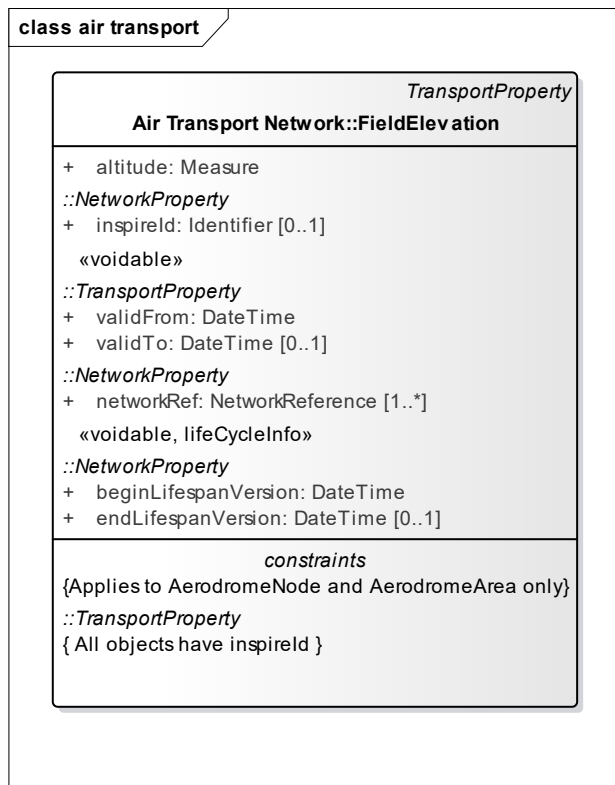 class air transport
TransportProperty
Air Transport Network::FieldElevation
+ altitude: Measure
::NetworkProperty
+ inspireId: Identifier [0..1]
«voidable»
::TransportProperty
+ validFrom: DateTime
+ validTo: DateTime [0..1]
::NetworkProperty
+ networkRef: NetworkReference [1..*]
«voidable, lifeCycleInfo»
::NetworkProperty
+ beginLifespanVersion: DateTime
+ endLifespanVersion: DateTime [0..1]
constraints
{Applies to AerodromeNode and AerodromeArea only}
::TransportProperty
{ All objects have inspireId }